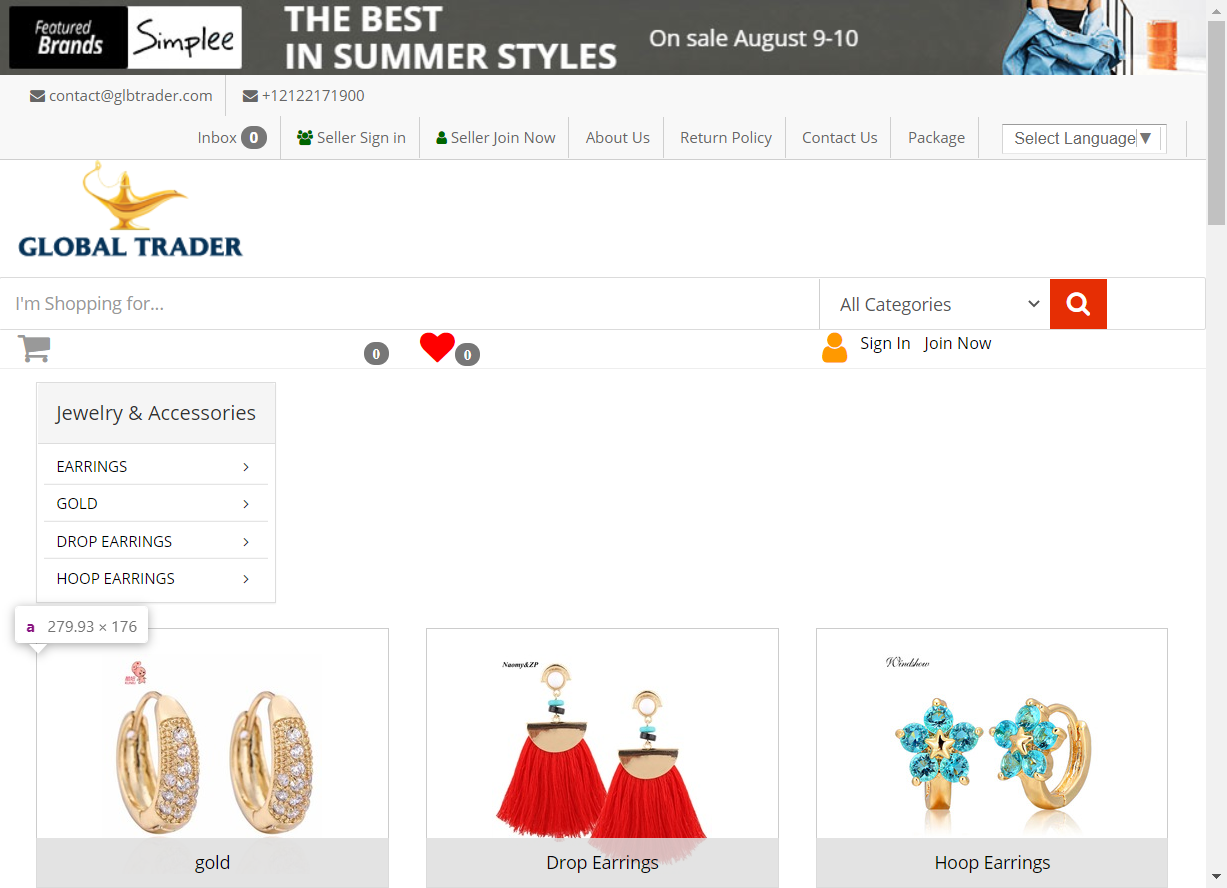 Featured
Brands
Simplee
THE BEST
IN SUMMER STYLES
On sale August 9-10
contact@glbtrader.com
+12122171900
Inbox 0
Seller Sign in
Seller Join Now
About Us
Return Policy
Contact Us
Package
Select Language▼
GLOBAL TRADER
I'm Shopping for...
All Categories
0
0
Sign In
Join Now
Jewelry & Accessories
EARRINGS
GOLD
DROP EARRINGS
HOOP EARRINGS
a 279.93 × 176
Naomy&ZP
Windshow
gold
Drop Earrings
Hoop Earrings